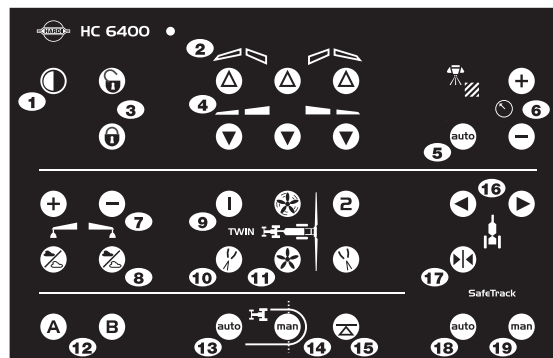 HARDI HC 6400
2
1 3 4 auto 5 6
+
−
+ − 7 9 1 2 16
TWIN
8 10 11 17
SafeTrack
A B 12 auto 13 man 14 15 auto 18 man 19